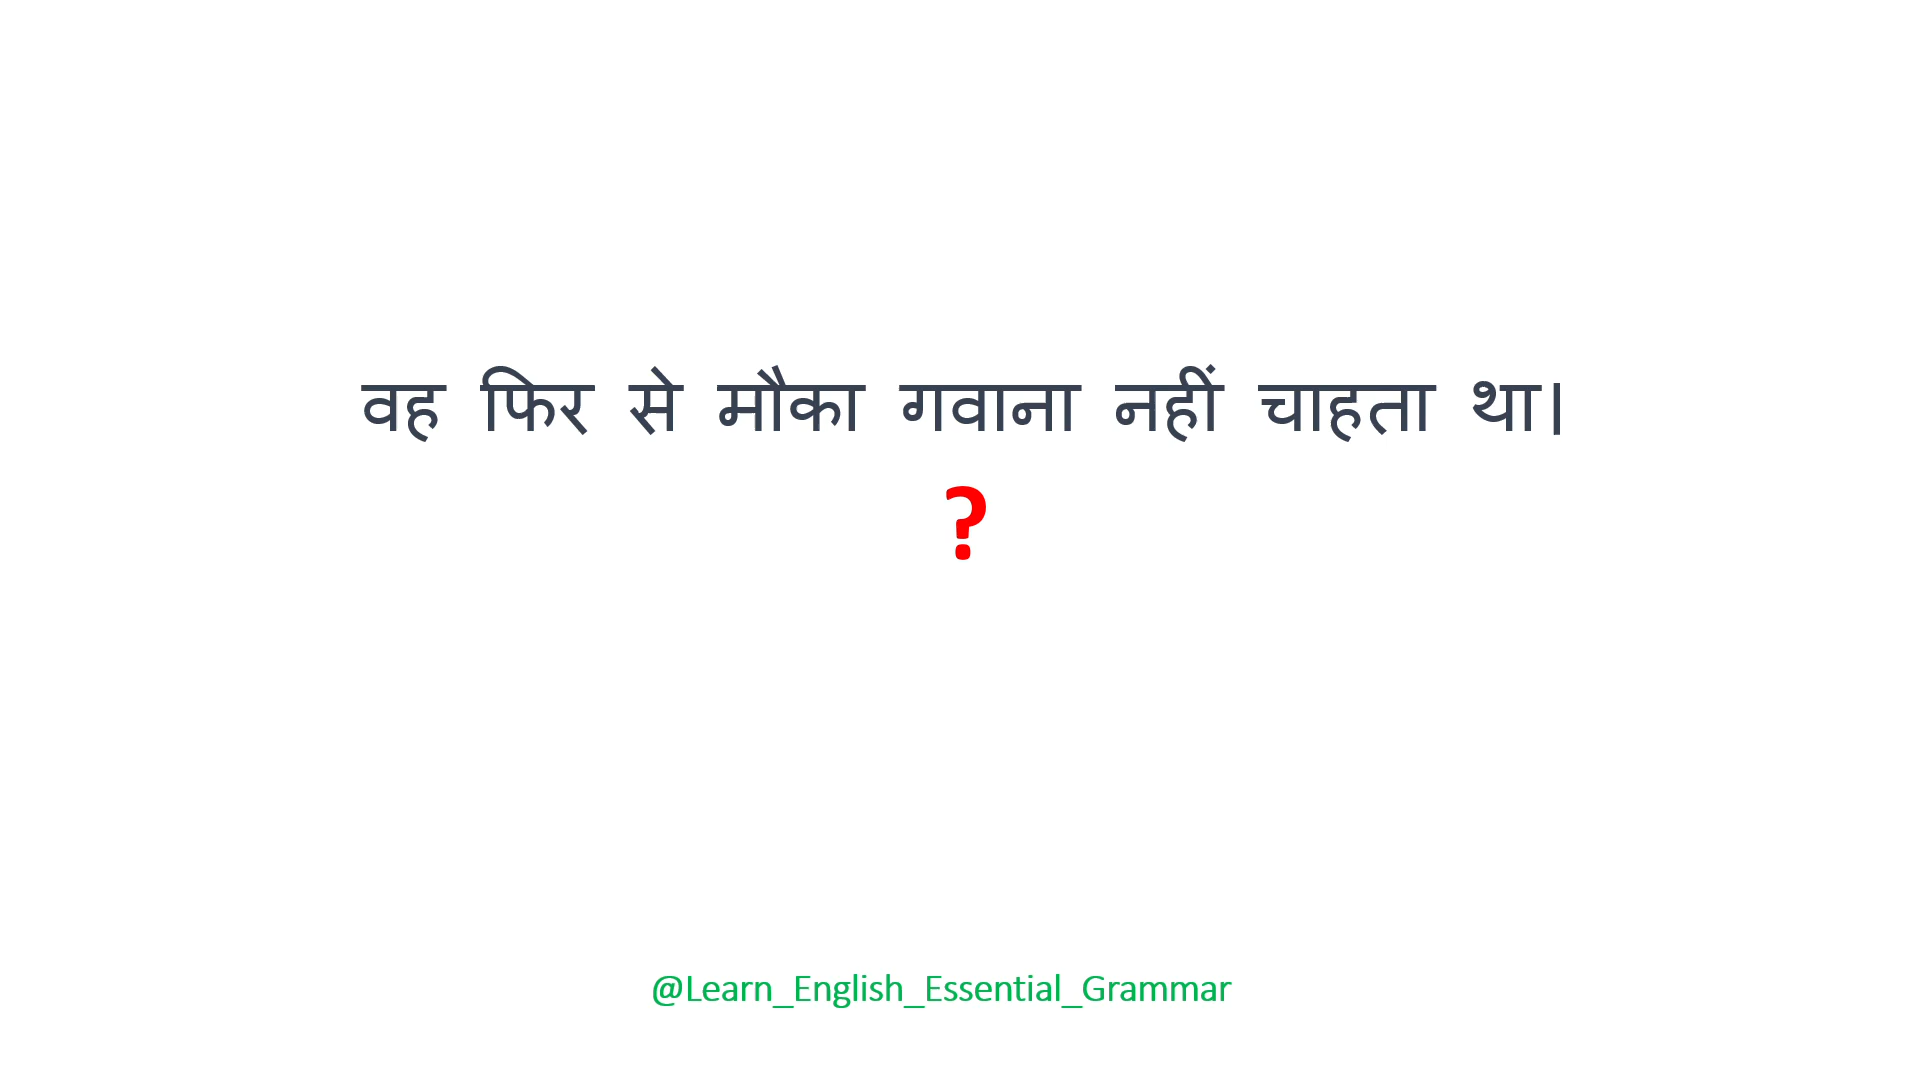 वह फिर से मौका गवाना नहीं चाहता था।
?
@Learn_English_Essential_Grammar